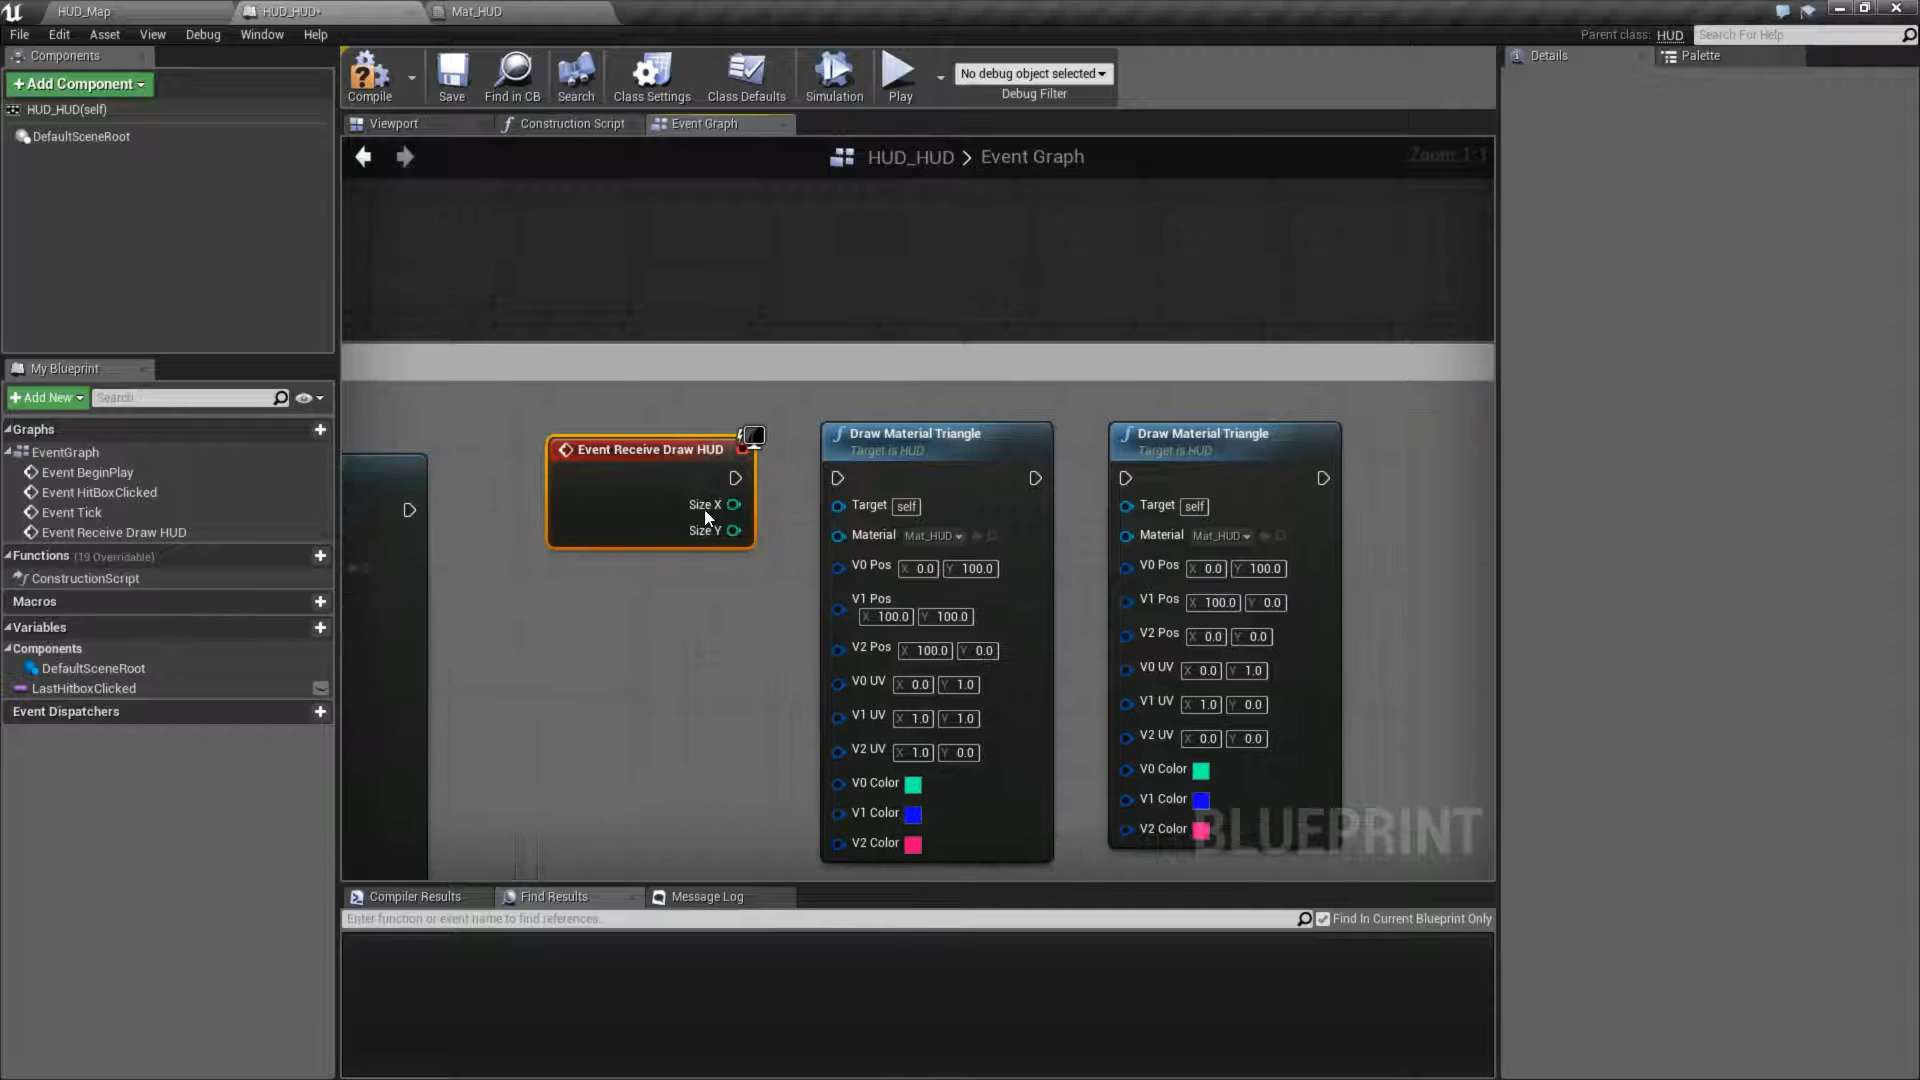 HUD_Map
HUD_HUD*
Mat_HUD
File Edit Asset View Debug Window Help
Parent class: HUD
Search For Help
Components
+Add Component
HUD_HUD(self)
DefaultSceneRoot
Compile
Save
Find in CB
Search
Class Settings
Class Defaults
Simulation
Play
No debug object selected
Debug Filter
Details
Palette
Viewport
Construction Script
Event Graph
HUD_HUD > Event Graph
Zoom 1:1
My Blueprint
+Add New
Search
Graphs
EventGraph
Event BeginPlay
Event HitBoxClicked
Event Tick
Event Receive Draw HUD
Functions (19 Overridable)
ConstructionScript
Macros
Variables
Components
DefaultSceneRoot
LastHitboxClicked
Event Dispatchers
Event Receive Draw HUD
Size X
Size Y
Draw Material Triangle
Target is HUD
Target self
Material Mat_HUD
V0 Pos X 0.0 Y 100.0
V1 Pos
X 100.0 Y 100.0
V2 Pos X 100.0 Y 0.0
V0 UV X 0.0 Y 1.0
V1 UV X 1.0 Y 1.0
V2 UV X 1.0 Y 0.0
V0 Color
V1 Color
V2 Color
Draw Material Triangle
Target is HUD
Target self
Material Mat_HUD
V0 Pos X 0.0 Y 100.0
V1 Pos X 100.0 Y 0.0
V2 Pos X 0.0 Y 0.0
V0 UV X 0.0 Y 1.0
V1 UV X 1.0 Y 0.0
V2 UV X 0.0 Y 0.0
V0 Color
V1 Color
V2 Color
BLUEPRINT
Compiler Results
Find Results
Message Log
Enter function or event name to find references...
Find In Current Blueprint Only